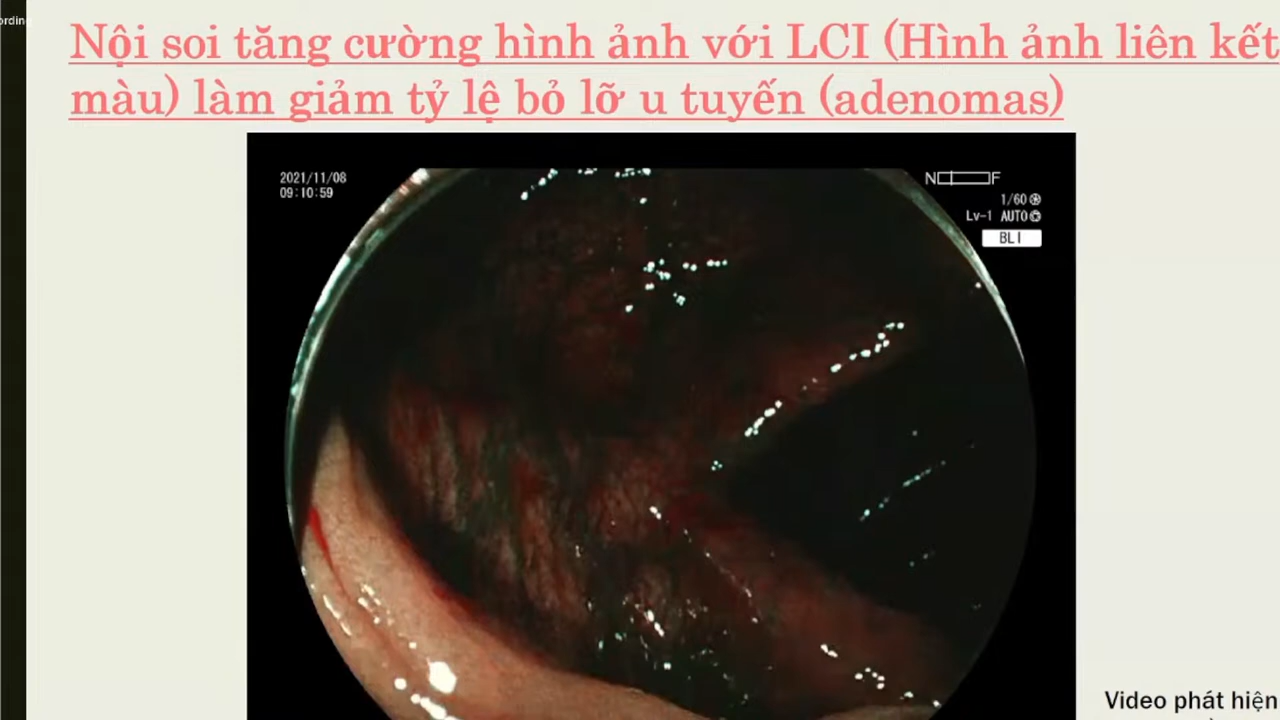 ording
Nội soi tăng cường hình ảnh với LCI (Hình ảnh liên kết
màu) làm giảm tỷ lệ bỏ lỡ u tuyến (adenomas)
2021/11/08
09:10:59
N F
1/60
Lv-1 AUTO
BLI
Video phát hiện